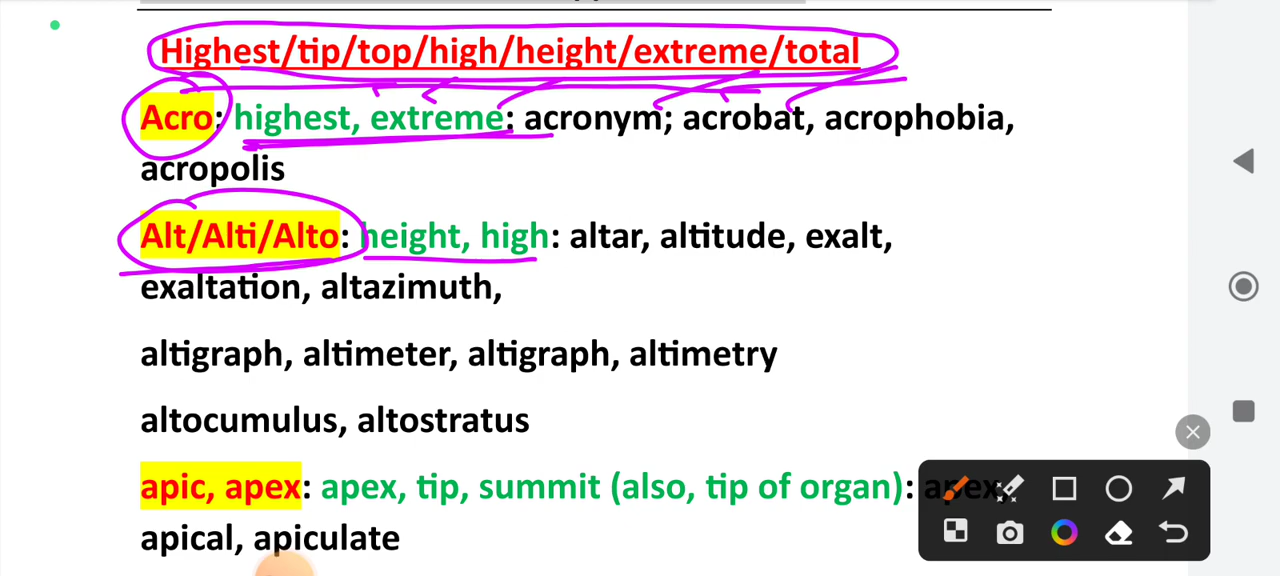 Highest/tip/top/high/height/extreme/total
Acro: highest, extreme: acronym; acrobat, acrophobia,
acropolis
Alt/Alti/Alto: height, high: altar, altitude, exalt,
exaltation, altazimuth,
altigraph, altimeter, altigraph, altimetry
altocumulus, altostratus
apic, apex: apex, tip, summit (also, tip of organ): apex,
apical, apiculate